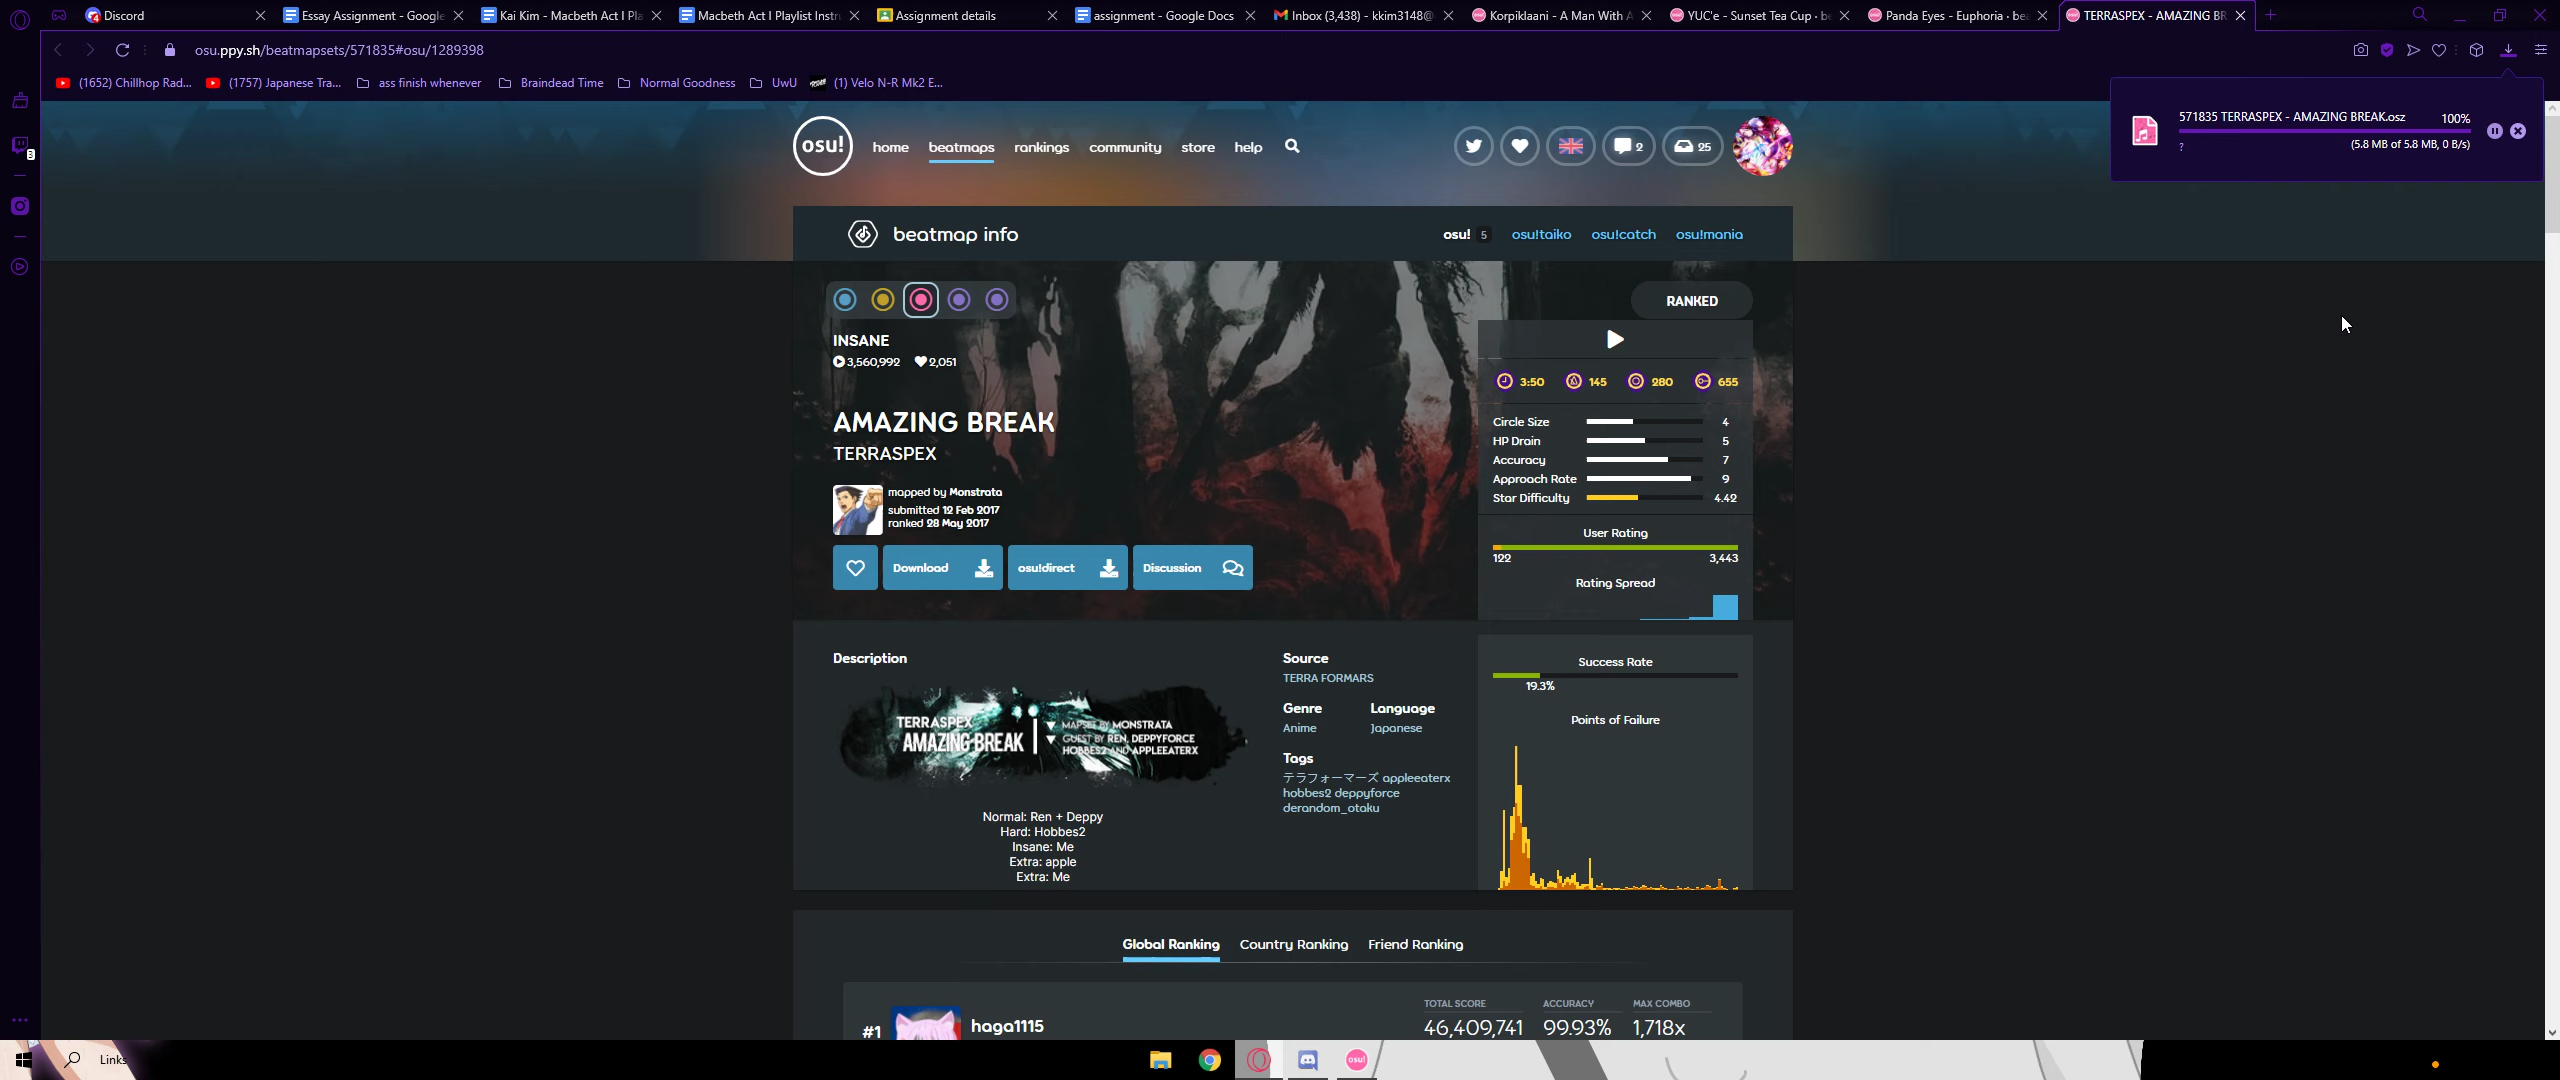 Discord
Essay Assignment - Google
Kai Kim - Macbeth Act I Pla
Macbeth Act I Playlist Instru
Assignment details
assignment - Google Docs
Inbox (3,438) - kkim3148@
Korpiklaani - A Man With A
YUC'e - Sunset Tea Cup · be
Panda Eyes - Euphoria · bea
TERRASPEX - AMAZING BR
osu.ppy.sh/beatmapsets/571835#osu/1289398
(1652) Chillhop Rad...
(1757) Japanese Tra...
ass finish whenever
Braindead Time
Normal Goodness
UwU
(1) Velo N-R Mk2 E...
571835 TERRASPEX - AMAZING BREAK.osz
100%
?
(5.8 MB of 5.8 MB, 0 B/s)
3
osu!
home
beatmaps
rankings
community
store
help
2
25
beatmap info
osu! 5
osu!taiko
osu!catch
osu!mania
RANKED
INSANE
3,560,992
2,051
AMAZING BREAK
TERRASPEX
mapped by Monstrata
submitted 12 Feb 2017
ranked 28 May 2017
Download
osu!direct
Discussion
3:50
145
280
655
Circle Size 4
HP Drain 5
Accuracy 7
Approach Rate 9
Star Difficulty 4.42
User Rating
122
3,443
Rating Spread
Description
TERRASPEX
AMAZING BREAK
MAPSET BY MONSTRATA
GUEST BY REN, DEPPYFORCE
HOBBES2 AND APPLEEATERX
Normal: Ren + Deppy
Hard: Hobbes2
Insane: Me
Extra: apple
Extra: Me
Source
TERRA FORMARS
Genre
Anime
Language
Japanese
Tags
テラフォーマーズ appleeaterx
hobbes2 deppyforce
derandom_otaku
Success Rate
19.3%
Points of Failure
Global Ranking
Country Ranking
Friend Ranking
#1
haga1115
TOTAL SCORE
46,409,741
ACCURACY
99.93%
MAX COMBO
1,718x
Links
osu!